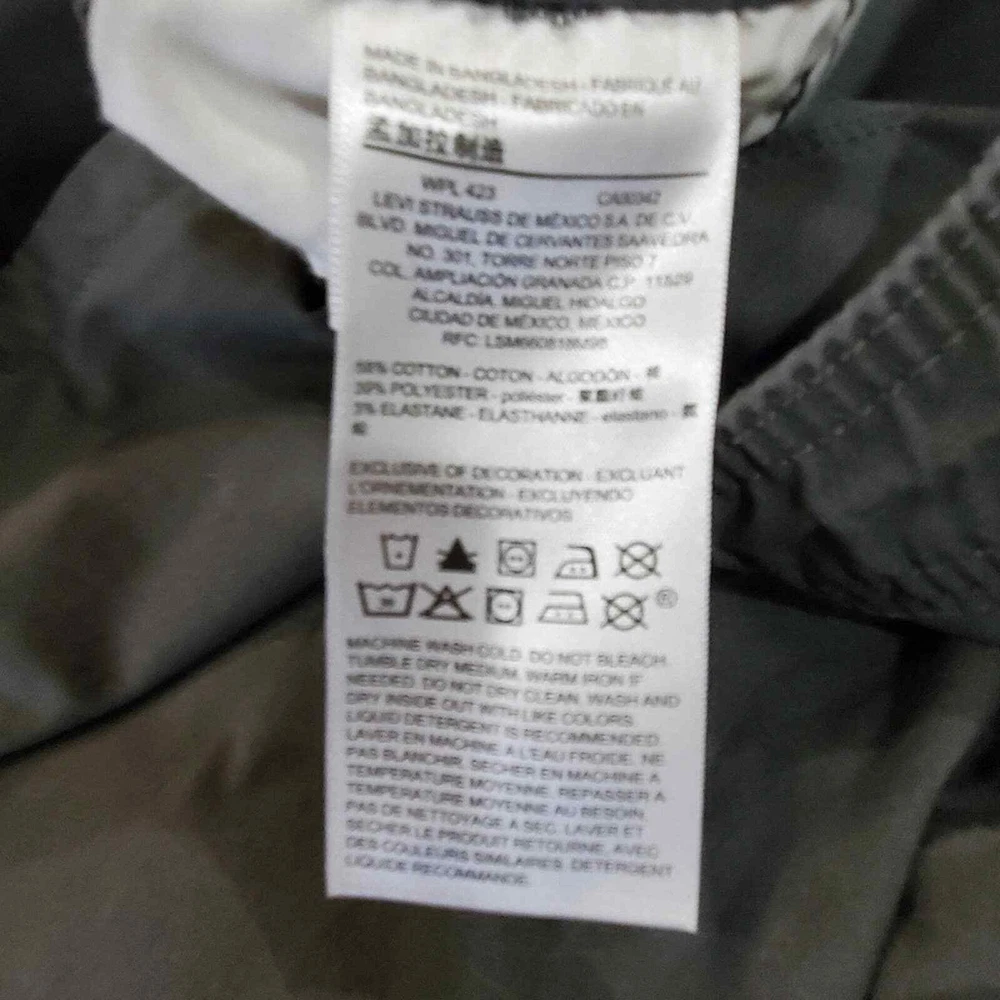 MADE IN BANGLADESH - FABRIQUÉ AU
BANGLADESH - FABRICADO EN
BANGLADESH
孟加拉制造
WPL 423 CA00342
LEVI STRAUSS DE MÉXICO S.A. DE C.V.
BLVD. MIGUEL DE CERVANTES SAAVEDRA
NO. 301, TORRE NORTE PISO 7
COL. AMPLIACIÓN GRANADA C.P. 11529
ALCALDÍA. MIGUEL HIDALGO
CIUDAD DE MÉXICO, MÉXICO
RFC:
58% COTTON - COTON - ALGODÓN - 棉
39% POLYESTER - poliéster - 聚酯纤维
3% ELASTANE - ELASTHANNE - elastano - 氨
纶
EXCLUSIVE OF DECORATION - EXCLUANT
L'ORNEMENTATION - EXCLUYENDO
ELEMENTOS DECORATIVOS
MACHINE WASH COLD. DO NOT BLEACH.
TUMBLE DRY MEDIUM. WARM IRON IF
NEEDED. DO NOT DRY CLEAN. WASH AND
DRY INSIDE OUT WITH LIKE COLORS.
LIQUID DETERGENT IS RECOMMENDED.
LAVER EN MACHINE À L'EAU FROIDE. NE
PAS BLANCHIR. SÉCHER EN MACHINE À
TEMPÉRATURE MOYENNE. REPASSER À
TEMPÉRATURE MOYENNE AU BESOIN.
PAS DE NETTOYAGE À SEC. LAVER ET
SÉCHER LE PRODUIT RETOURNÉ, AVEC
DES COULEURS SIMILAIRES. DÉTERGENT
LIQUIDE RECOMMANDÉ.